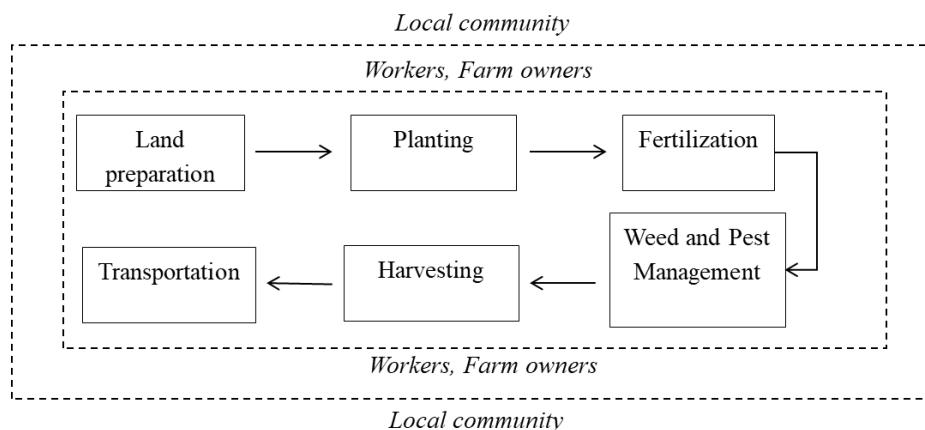 Local community
Workers, Farm owners
Land
preparation
Planting
Fertilization
Weed and Pest
Management
Harvesting
Transportation
Workers, Farm owners
Local community